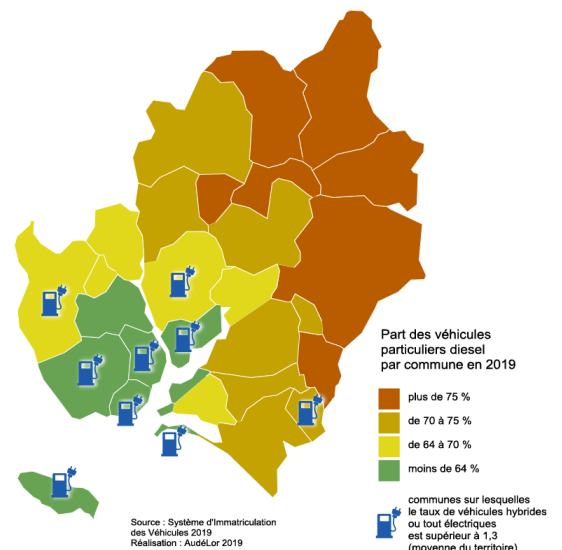 Part des véhicules
particuliers diesel
par commune en 2019
plus de 75 %
de 70 à 75 %
de 64 à 70 %
moins de 64 %
communes sur lesquelles
le taux de véhicules hybrides
ou tout électriques
est supérieur à 1,3
(moyenne du territoire)
Source : Système d'Immatriculation
des Véhicules 2019
Réalisation : AudéLor 2019